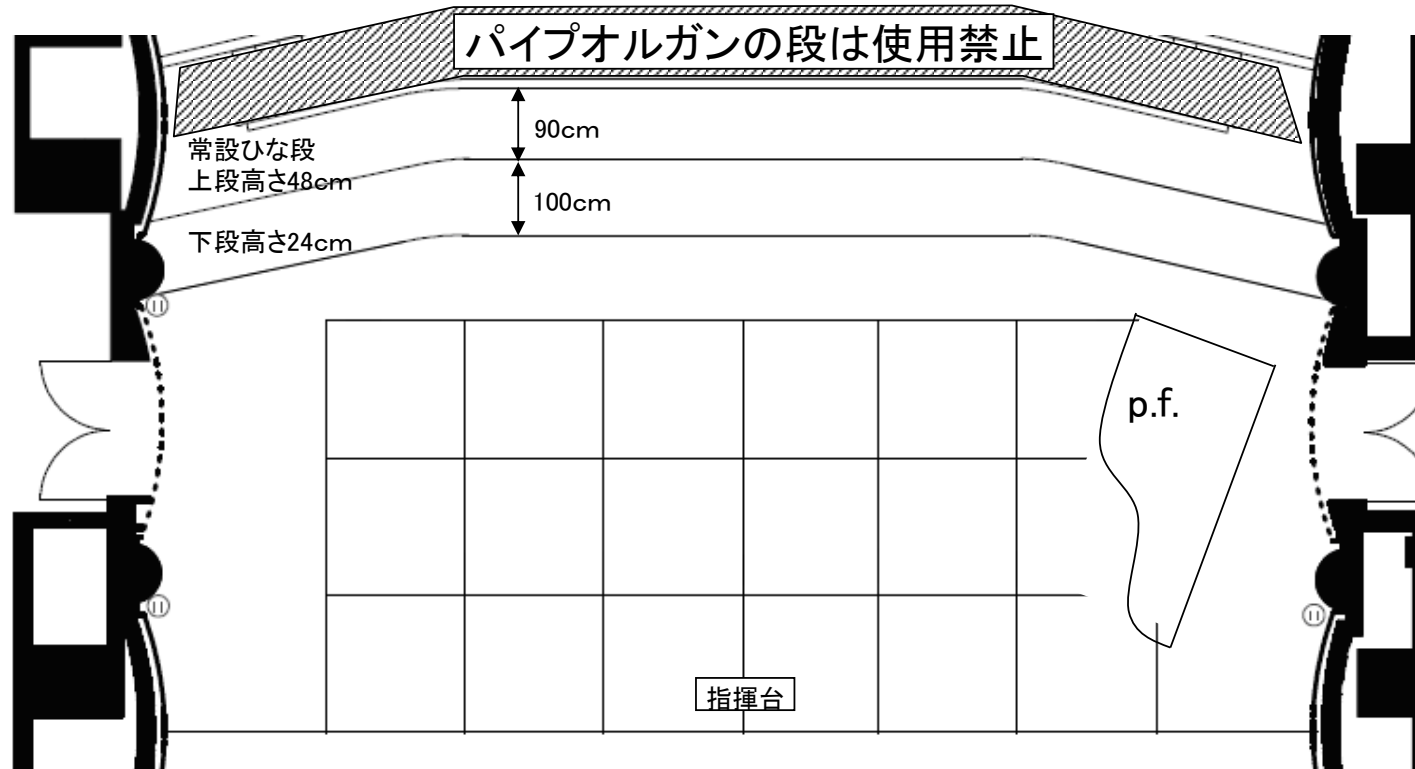 パイプオルガンの段は使用禁止
90cm
常設ひな段
上段高さ48cm
100cm
下段高さ24cm
p.f.
指揮台